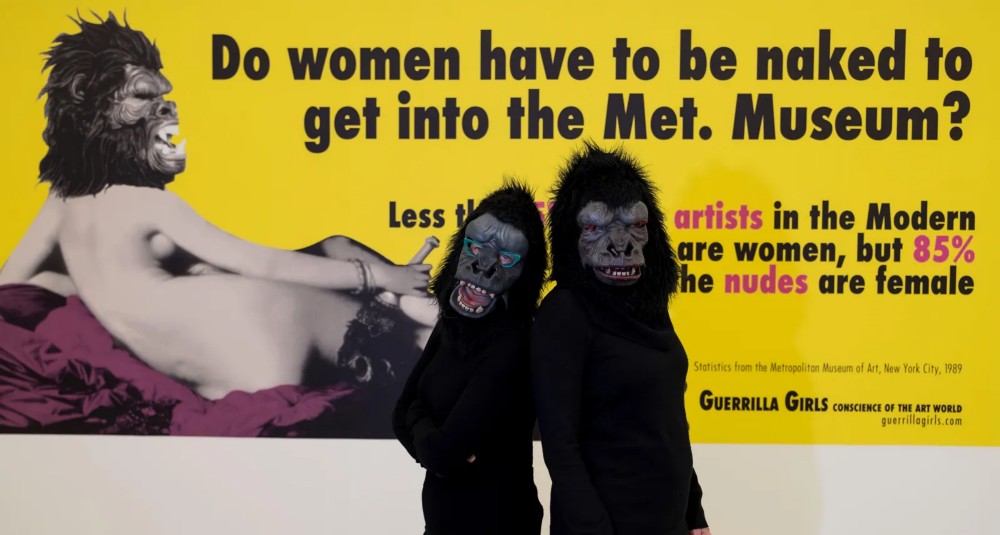 Do women have to be naked to
get into the Met. Museum?
Less artists in the Modern
are women, but 85%
nudes are female
Statistics from the Metropolitan Museum of Art, New York City, 1989
GUERRILLA GIRLS CONSCIENCE OF THE ART WORLD
guerrillagirls.com